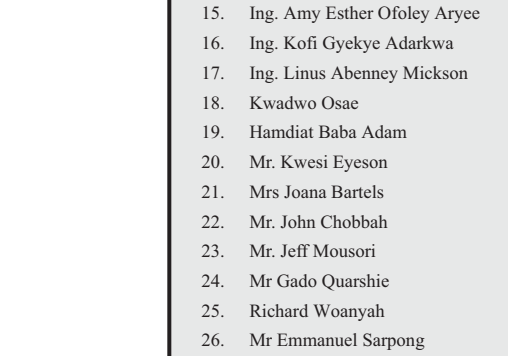 15. Ing. Amy Esther Ofoley Aryee
16. Ing. Kofi Gyekye Adarkwa
17. Ing. Linus Abenney Mickson
18. Kwadwo Osae
19. Hamdiat Baba Adam
20. Mr. Kwesi Eyeson
21. Mrs Joana Bartels
22. Mr. John Chobbah
23. Mr. Jeff Mousori
24. Mr Gado Quarshie
25. Richard Woanyah
26. Mr Emmanuel Sarpong